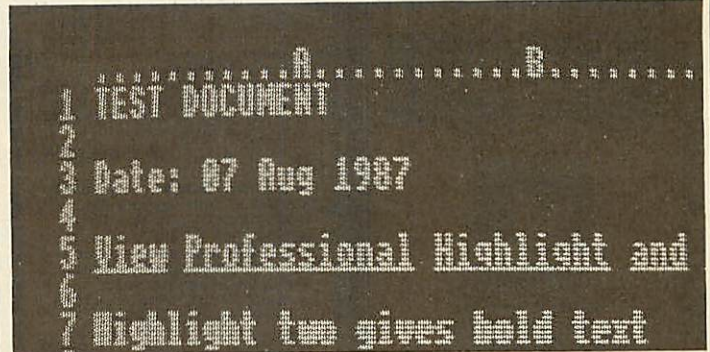 ............A............B........
1 TEST DOCUMENT
2
3 Date: 07 Aug 1987
4
5 View Professional Highlight and
6
7 Highlight two gives bold text